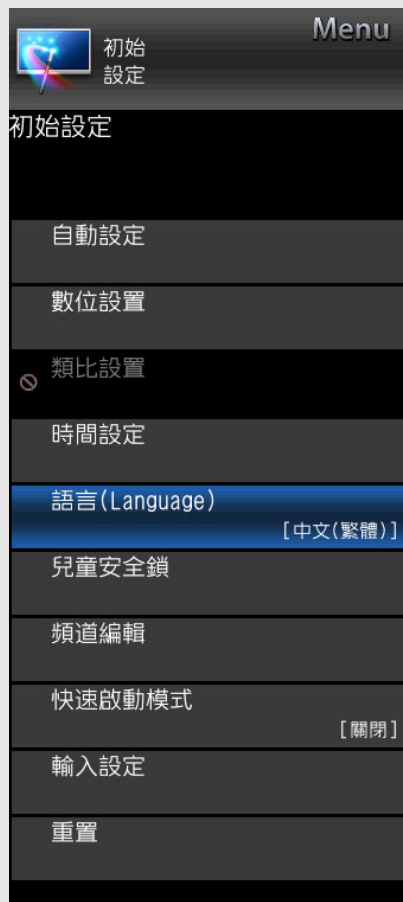 Menu
初始
設定
初始設定
自動設定
數位設置
類比設置
時間設定
語言(Language)
[中文(繁體)]
兒童安全鎖
頻道編輯
快速啟動模式
[關閉]
輸入設定
重置